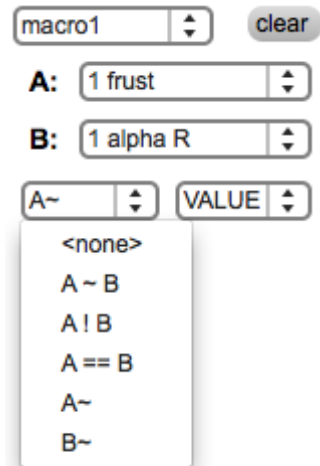 macro1 clear
A: 1 frust
B: 1 alpha R
A~ VALUE
<none>
A ~ B
A ! B
A == B
A~
B~